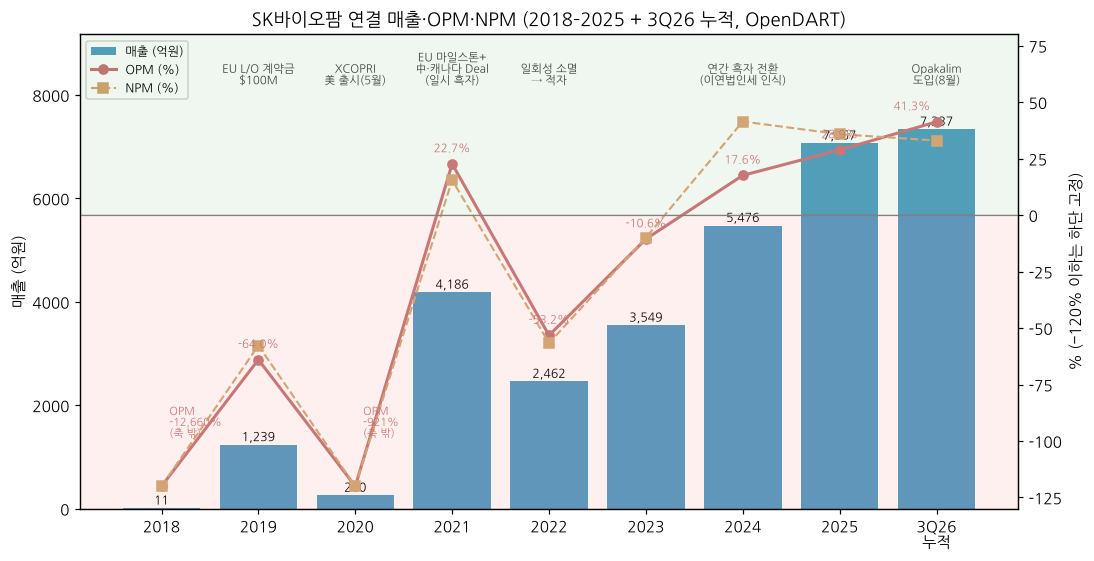 SK바이오팜 연결 매출·OPM·NPM (2018-2025 + 3Q26 누적, OpenDART)
매출 (억원)
OPM (%)
NPM (%)
EU L/O 계약금
$100M
XCOPRI
美 출시(5월)
EU 마일스톤+
中·캐나다 Deal
(일시 흑자)
일회성 소멸
→ 적자
연간 흑자 전환
(이연법인세 인식)
Opakalim
도입(8월)
41.3%
22.7%
17.6%
-10.6%
-53.2%
-64.0%
OPM
-12,660%
(축 밖)
OPM
-921%
(축 밖)
11
1,239
4,186
2,462
3,549
5,476
매출 (억원)
0
2000
4000
6000
8000
75
50
25
0
-25
-50
-75
-100
-125
% (−120% 이하는 하단 고정)
2018
2019
2020
2021
2022
2023
2024
2025
3Q26
누적